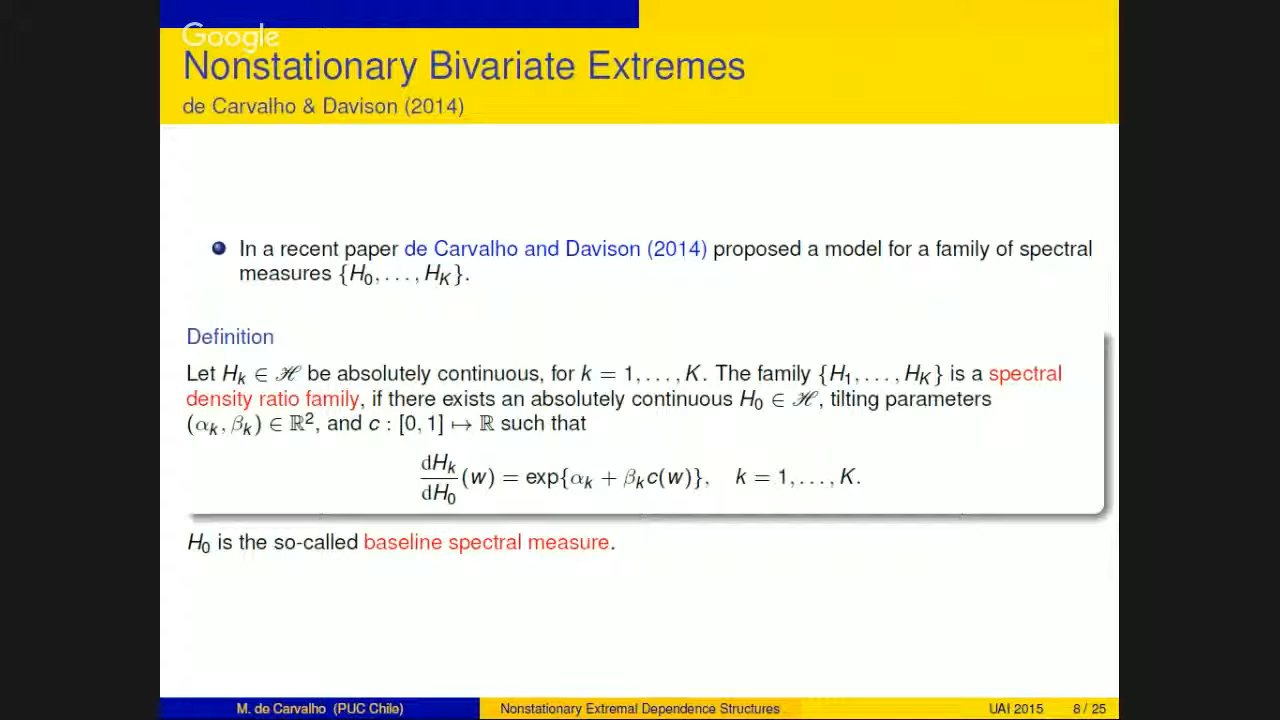 Google
Nonstationary Bivariate Extremes
de Carvalho & Davison (2014)
In a recent paper de Carvalho and Davison (2014) proposed a model for a family of spectral
measures {H₀, . . . , H_K}.
Definition
Let H_k ∈ ℋ be absolutely continuous, for k = 1, . . . , K. The family {H₁, . . . , H_K} is a spectral
density ratio family, if there exists an absolutely continuous H₀ ∈ ℋ, tilting parameters
(α_k, β_k) ∈ ℝ², and c : [0, 1] ↦ ℝ such that
dH_k/dH₀ (w) = exp{α_k + β_k c(w)}, k = 1, . . . , K.
H₀ is the so-called baseline spectral measure.
M. de Carvalho (PUC Chile) Nonstationary Extremal Dependence Structures UAI 2015 8 / 25